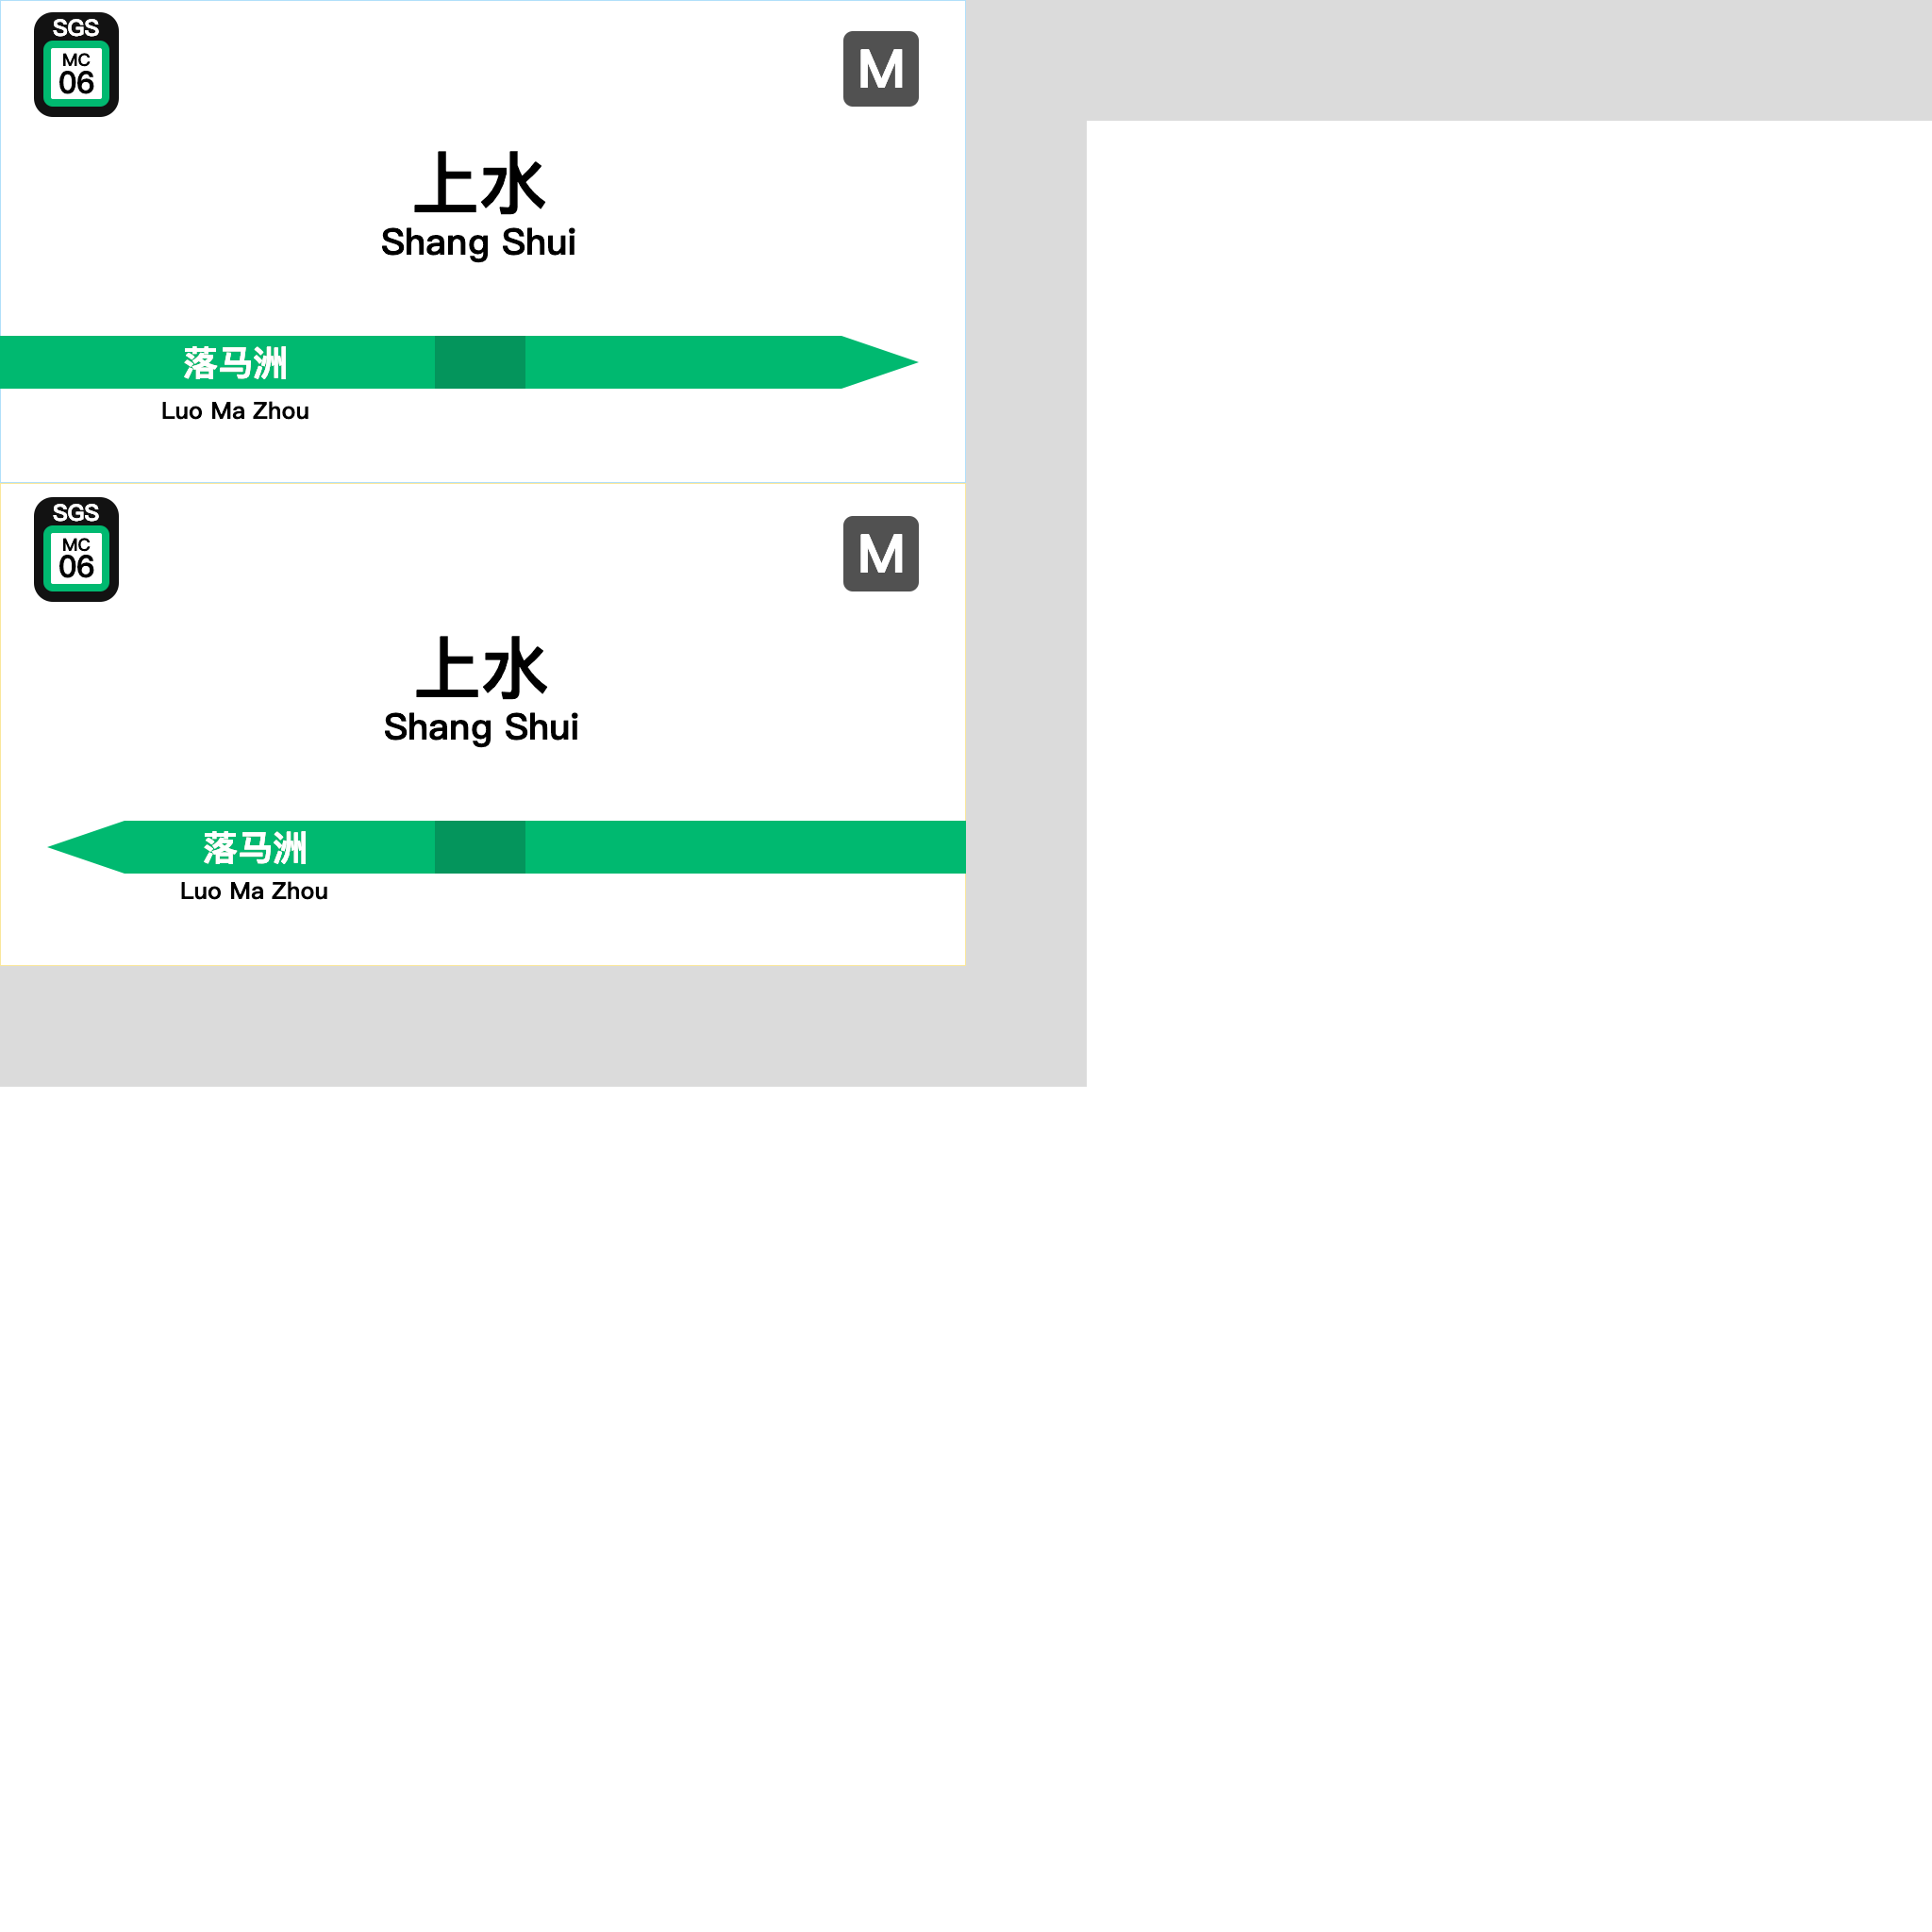 SGS
MC
06
M
上水
Shang Shui
落马洲
Luo Ma Zhou
SGS
MC
06
M
上水
Shang Shui
落马洲
Luo Ma Zhou